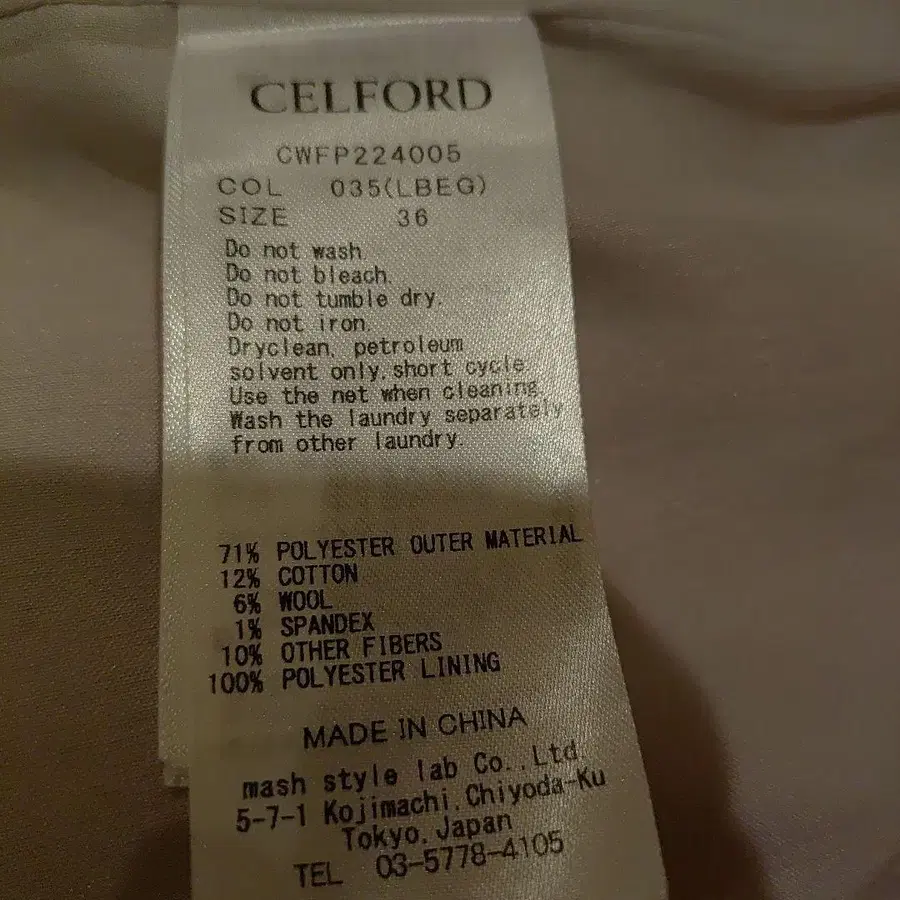 CELFORD
CWFP224005
COL 035(LBEG)
SIZE 36
Do not wash.
Do not bleach.
Do not tumble dry.
Do not iron.
Dryclean, petroleum
solvent only,short cycle.
Use the net when cleaning.
Wash the laundry separately
from other laundry.
71% POLYESTER OUTER MATERIAL
12% COTTON
6% WOOL
1% SPANDEX
10% OTHER FIBERS
100% POLYESTER LINING
MADE IN CHINA
mash style lab Co.,Ltd.
5-7-1 Kojimachi,Chiyoda-Ku
Tokyo,Japan
TEL 03-5778-4105